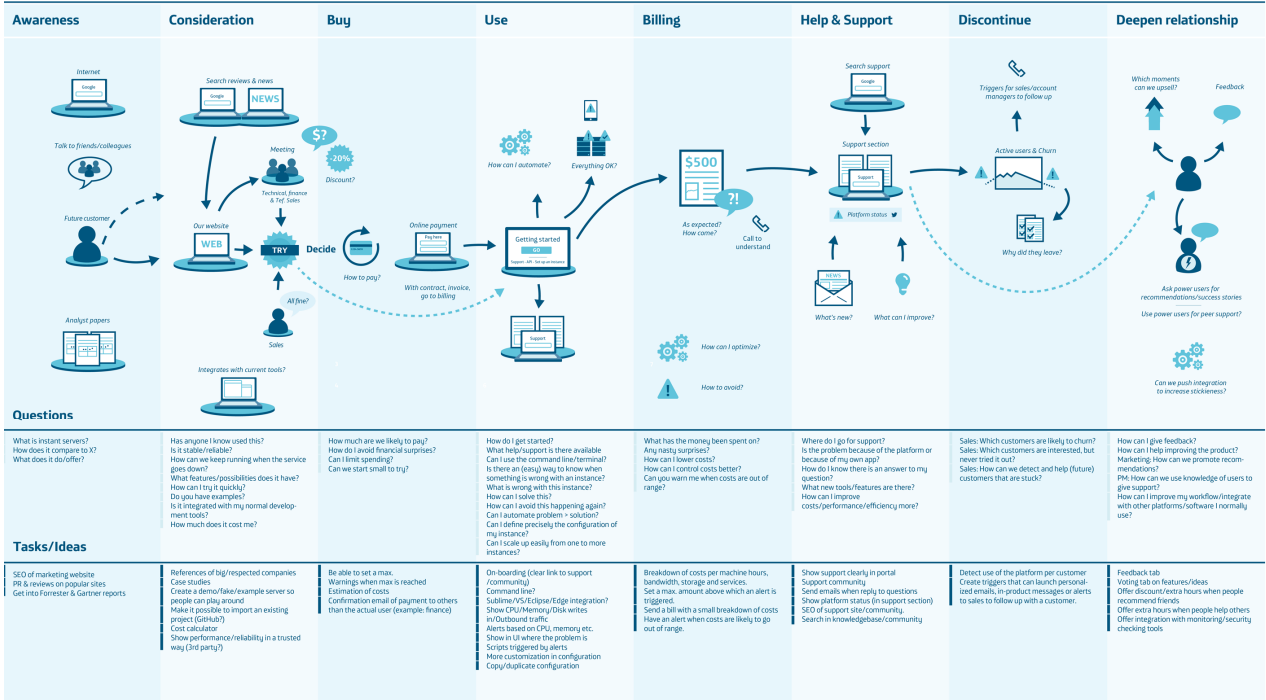 Awareness
Consideration
Buy
Use
Billing
Help & Support
Discontinue
Deepen relationship
Internet
Google
Talk to friends/colleagues
Future customer
Analyst papers
Search reviews & news
Google
NEWS
Meeting
$?
-20%
Discount?
Technical, finance
& Tef. Sales
Our website
WEB
TRY
Decide
All fine?
Sales
Integrates with current tools?
How to pay?
Online payment
Pay here
With contract, invoice,
go to billing
How can I automate?
Everything OK?
Getting started
GO
Support - API - Set up an instance
Support
$500
?!
As expected?
How come?
Call to
understand
How can I optimize?
How to avoid?
Search support
Google
Support section
Support
Platform status
NEWS
What's new?
What can I improve?
Triggers for sales/account
managers to follow up
Active users & Churn
Why did they leave?
Which moments
can we upsell?
Feedback
Ask power users for
recommendations/success stories
Use power users for peer support?
Can we push integration
to increase stickieness?
Questions
What is instant servers?
How does it compare to X?
What does do/offer?
Has anyone I know used this?
Is it stable/reliable?
How can we keep running when the service
goes down?
What features/possibilities does it have?
How can I try it quickly?
Do you have examples?
Is it integrated with my normal develop-
ment tools?
How much does it cost me?
How much are we likely to pay?
How do I avoid financial surprises?
Can I limit spending?
Can we start small to try?
How do I get started?
What help/support is there available
Can I use the command line/terminal?
Is there an (easy) way to know when
something is wrong with an instance?
What is wrong with this instance?
How can I solve this?
How can I avoid this happening again?
Can I automate problem > solution?
Can I define precisely the configuration of
my instance?
Can I scale up easily from one to more
instances?
What has the money been spent on?
Any nasty surprises?
How can I lower costs?
How can I control costs better?
Can you warn me when costs are out of
range?
Where do I go for support?
Is the problem because of the platform or
because of my own app?
How do I know there is an answer to my
question?
What new tools/features are there?
How can I improve
costs/performance/efficiency more?
Sales: Which customers are likely to churn?
Sales: Which customers are interested, but
never tried it out?
Sales: How can we detect and help (future)
customers that are stuck?
How can I give feedback?
How can I help improving the product?
Marketing: How can we promote recom-
mendations?
PM: How can we use knowledge of users to
give support?
How can I improve my workflow/integrate
with other platforms/software I normally
use?
Tasks/Ideas
SEO of marketing website
PR & reviews on popular sites
Get into Forrester & Gartner reports
References of big/respected companies
Case studies
Create a demo/fake/example server so
people can play around
Make it possible to import an existing
project (GitHub?)
Cost calculator
Show performance/reliability in a trusted
way (3rd party?)
Be able to set a max.
Warnings when max is reached
Estimation of costs
Confirmation email of payment to others
than the actual user (example: finance)
On-boarding (clear link to support
/community)
Command line?
Sublime/VS/Eclipse/Edge integration?
Show CPU/Memory/Disk writes
in/Outbound traffic
Alerts based on CPU, memory etc.
Show in UI where the problem is
Scripts triggered by alerts
More customization in configuration
Copy/duplicate configuration
Breakdown of costs per machine hours,
bandwidth, storage and services.
Set a max. amount above which an alert is
triggered.
Send a bill with a small breakdown of costs
Have an alert when costs are likely to go
out of range.
Show support clearly in portal
Support community
Send emails when reply to questions
Show platform status (in support section)
SEO of support site/community.
Search in knowledgebase/community
Detect use of the platform per customer
Create triggers that can launch personal-
ized emails, in-product messages or alerts
to sales to follow up with a customer.
Feedback tab
Voting tab on features/ideas
Offer discount/extra hours when people
recommend friends
Offer extra hours when people help others
Offer integration with monitoring/security
checking tools